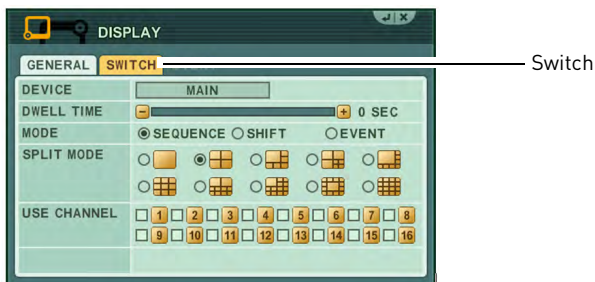 DISPLAY
GENERAL SWITCH
Switch
DEVICE MAIN
DWELL TIME 0 SEC
MODE SEQUENCE SHIFT EVENT
SPLIT MODE
USE CHANNEL 1 2 3 4 5 6 7 8
9 10 11 12 13 14 15 16